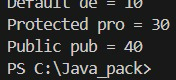 Default de = 10
Protected pro = 30
Public pub = 40
PS C:\Java_pack>